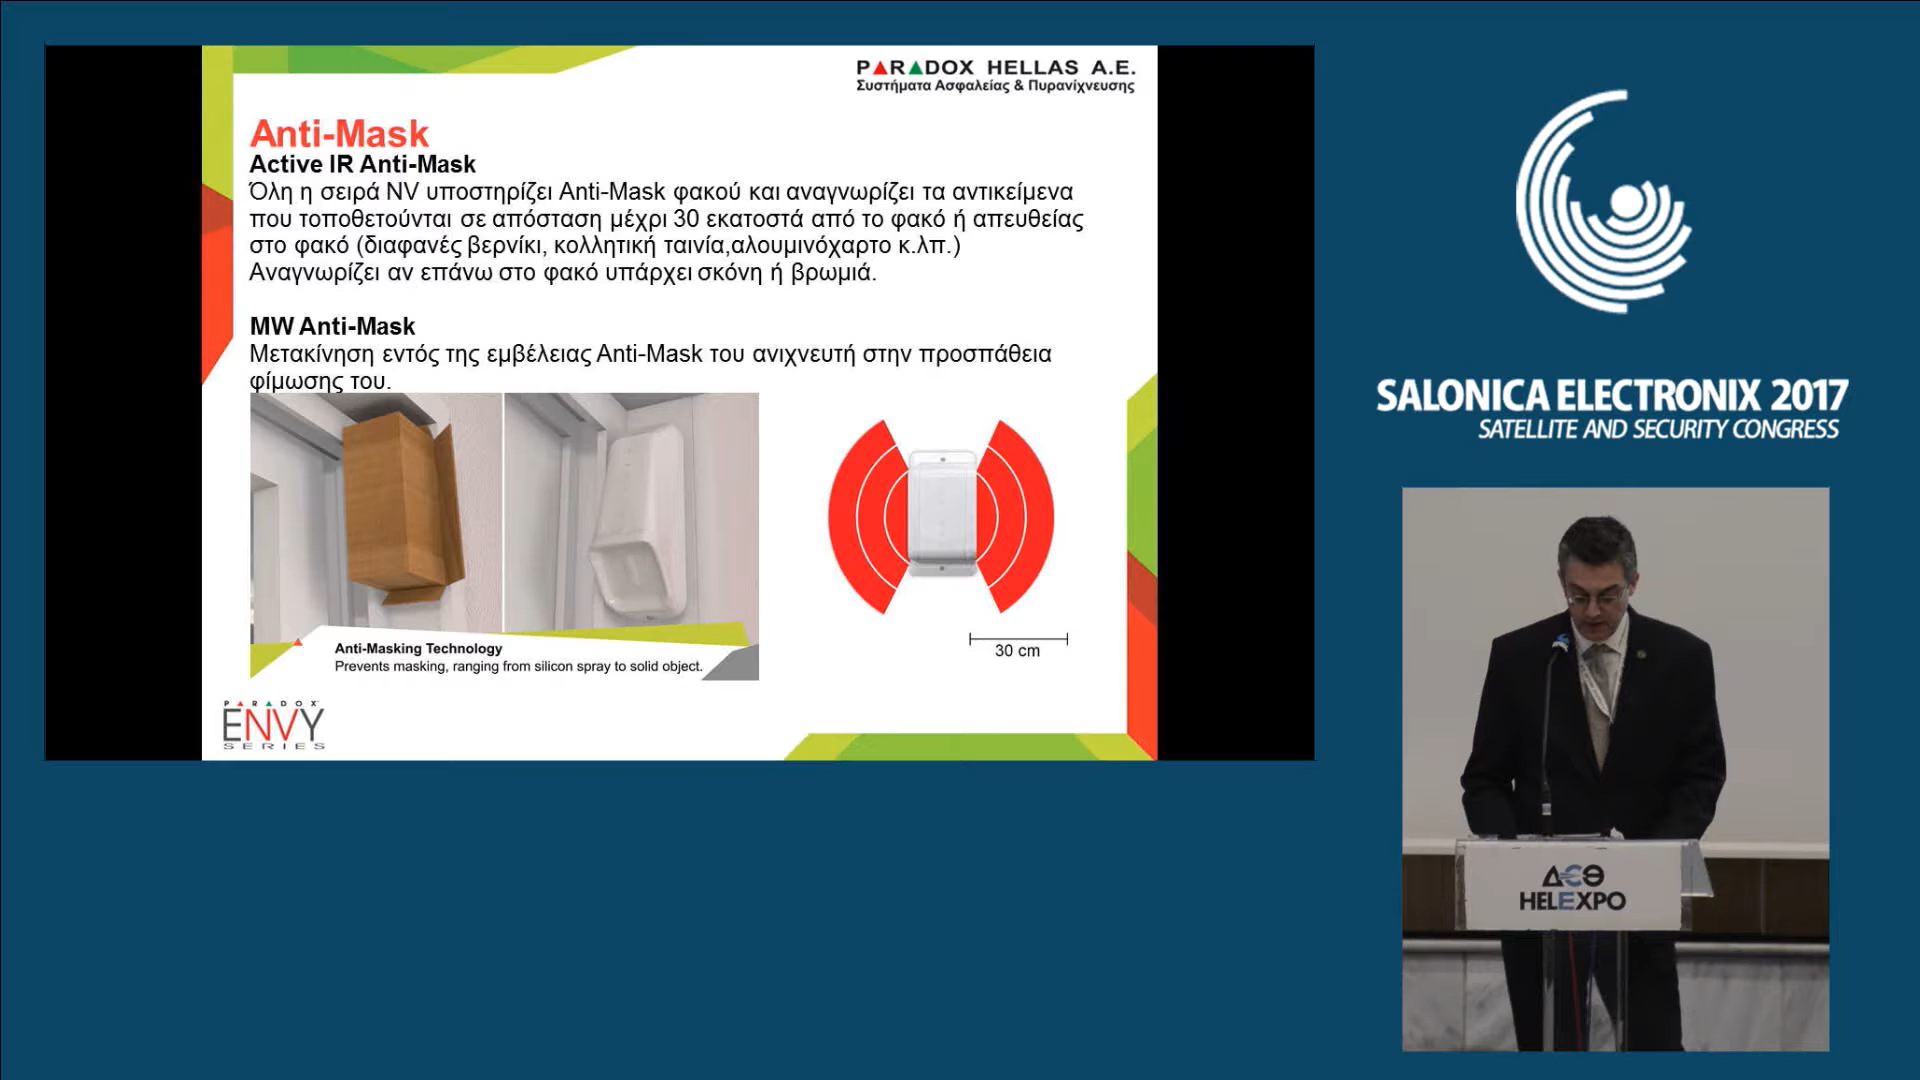 PARADOX HELLAS A.E.
Συστήματα Ασφαλείας & Πυρανίχνευσης
Anti-Mask
Active IR Anti-Mask
Όλη η σειρά NV υποστηρίζει Anti-Mask φακού και αναγνωρίζει τα αντικείμενα
που τοποθετούνται σε απόσταση μέχρι 30 εκατοστά από το φακό ή απευθείας
στο φακό (διαφανές βερνίκι, κολλητική ταινία,αλουμινόχαρτο κ.λπ.)
Αναγνωρίζει αν επάνω στο φακό υπάρχει σκόνη ή βρωμιά.
MW Anti-Mask
Μετακίνηση εντός της εμβέλειας Anti-Mask του ανιχνευτή στην προσπάθεια
φίμωσης του.
Anti-Masking Technology
Prevents masking, ranging from silicon spray to solid object.
30 cm
PARADOX
ENVY
SERIES
SALONICA ELECTRONIX 2017
SATELLITE AND SECURITY CONGRESS
ΔΕΘ
HELEXPO